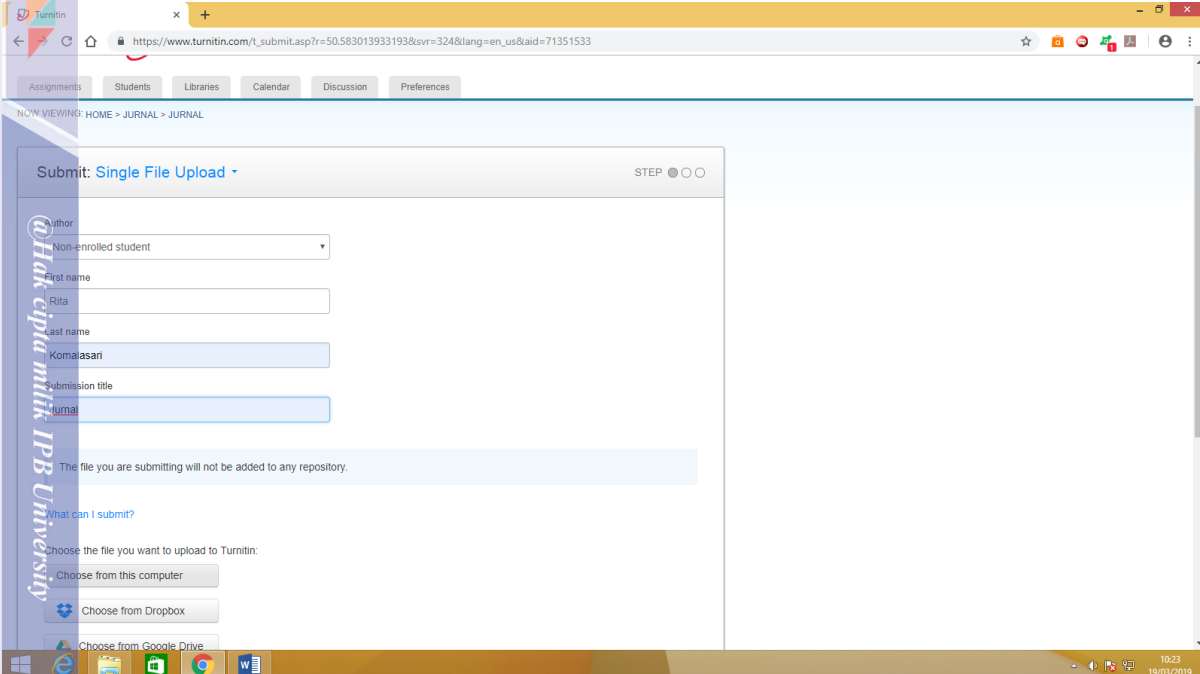 Turnitin
https://www.turnitin.com/t_submit.asp?r=50.583013933193&svr=324&lang=en_us&aid=71351533
Assignments Students Libraries Calendar Discussion Preferences
NOW VIEWING: HOME > JURNAL > JURNAL
Submit: Single File Upload
STEP
Author
Non-enrolled student
First name
Rita
Last name
Komalasari
Submission title
Jurnal
The file you are submitting will not be added to any repository.
What can I submit?
Choose the file you want to upload to Turnitin:
Choose from this computer
Choose from Dropbox
Choose from Google Drive
@Hak cipta milik IPB University
1
10:23
19/03/2019